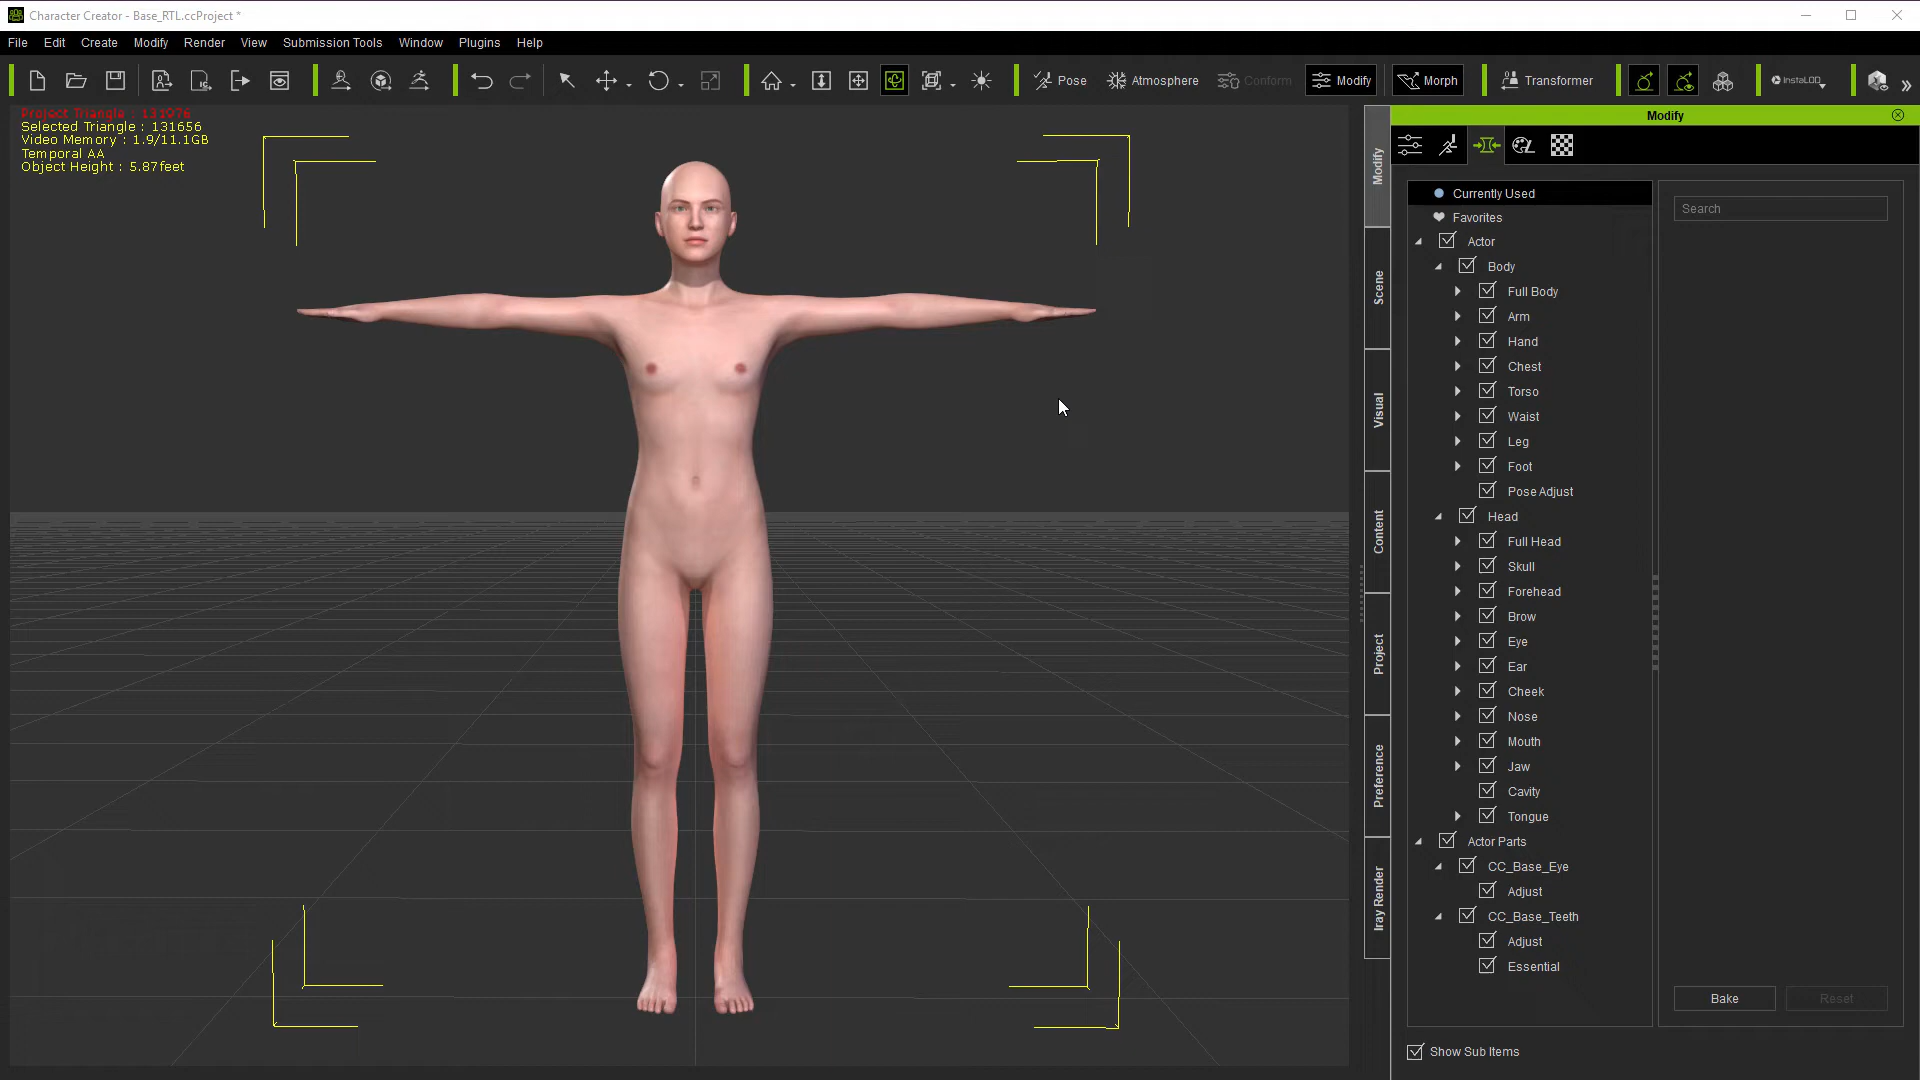 Character Creator - Base_RTL.ccProject *
File Edit Create Modify Render View Submission Tools Window Plugins Help
Pose Atmosphere Conform Modify Morph Transformer InstaLOD
Project Triangle : 131976
Selected Triangle : 131656
Video Memory : 1.9/11.1GB
Temporal AA
Object Height : 5.87feet
Modify
Scene
Visual
Content
Project
Preference
Iray Render
Modify
Currently Used
Favorites
Actor
Body
Full Body
Arm
Hand
Chest
Torso
Waist
Leg
Foot
Pose Adjust
Head
Full Head
Skull
Forehead
Brow
Eye
Ear
Cheek
Nose
Mouth
Jaw
Cavity
Tongue
Actor Parts
CC_Base_Eye
Adjust
CC_Base_Teeth
Adjust
Essential
Search
Bake Reset
Show Sub Items